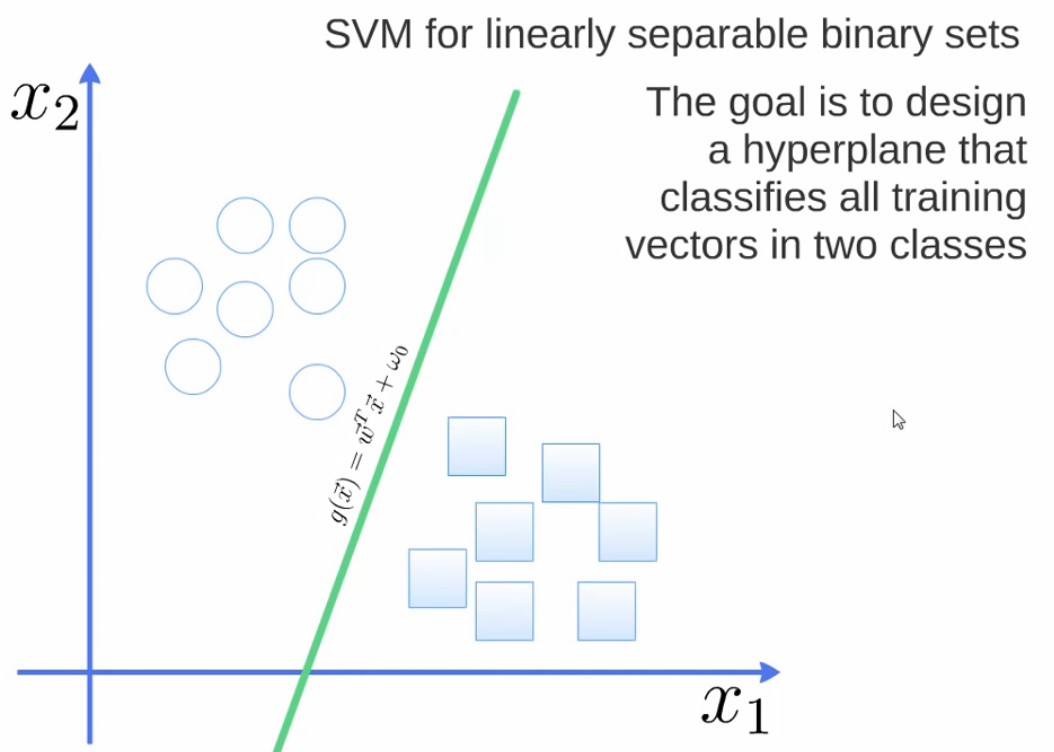 SVM for linearly separable binary sets
The goal is to design
a hyperplane that
classifies all training
vectors in two classes
x₂
g(x⃗) = w⃗ᵀx⃗ + ω₀
x₁